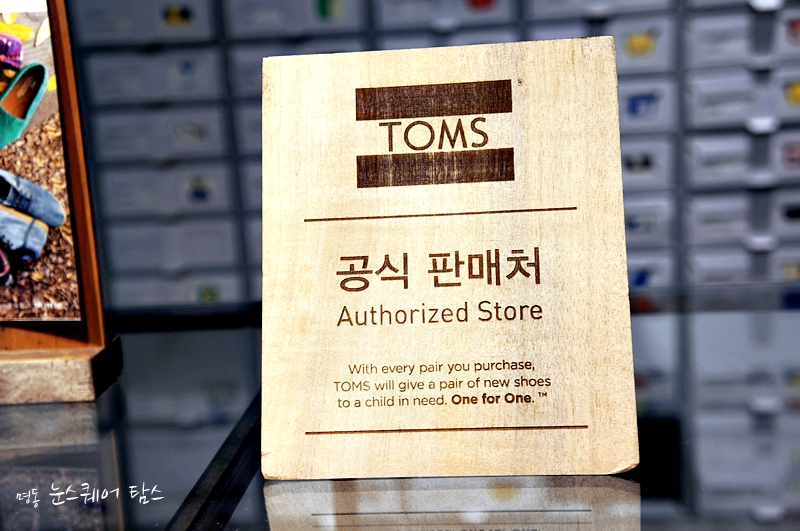 TOMS
공식 판매처
Authorized Store
With every pair you purchase,
TOMS will give a pair of new shoes
to a child in need. One for One.™
명동 눈스퀘어 탐스